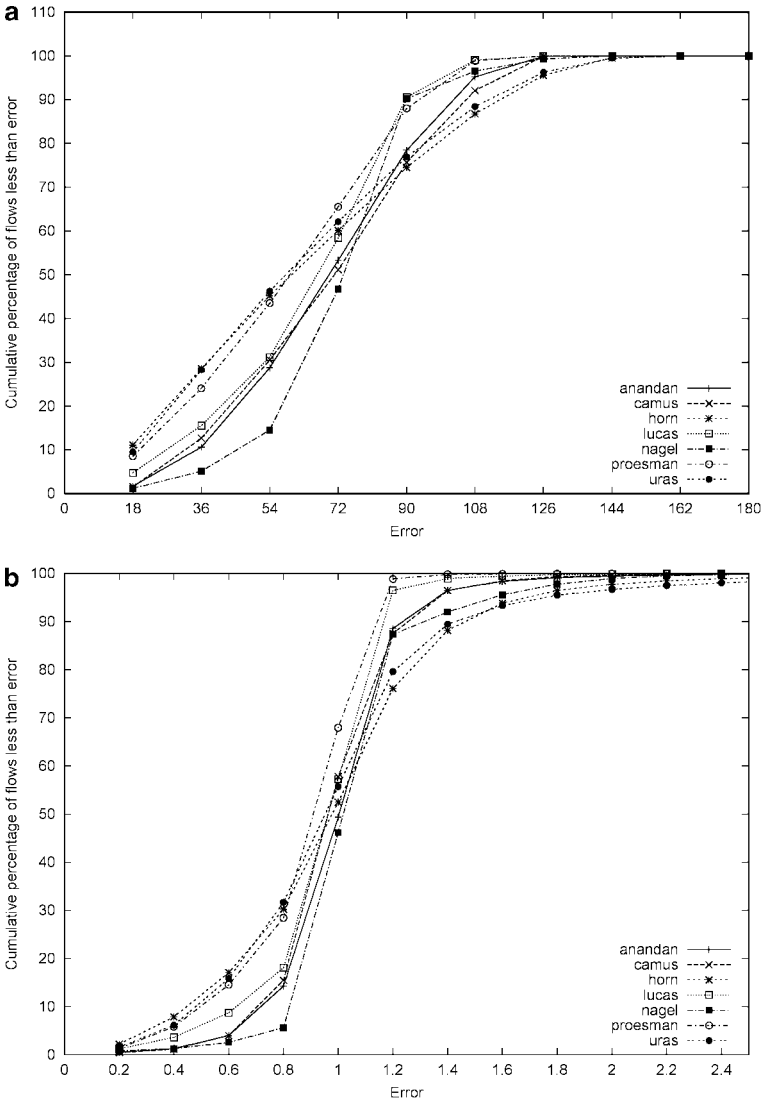 a
110
100
90
80
70
60
50
40
30
20
10
0
Cumulative percentage of flows less than error
0 18 36 54 72 90 108 126 144 162 180
Error
anandan
camus
horn
lucas
nagel
proesman
uras
b
100
90
80
70
60
50
40
30
20
10
0
Cumulative percentage of flows less than error
0 0.2 0.4 0.6 0.8 1 1.2 1.4 1.6 1.8 2 2.2 2.4
Error
anandan
camus
horn
lucas
nagel
proesman
uras